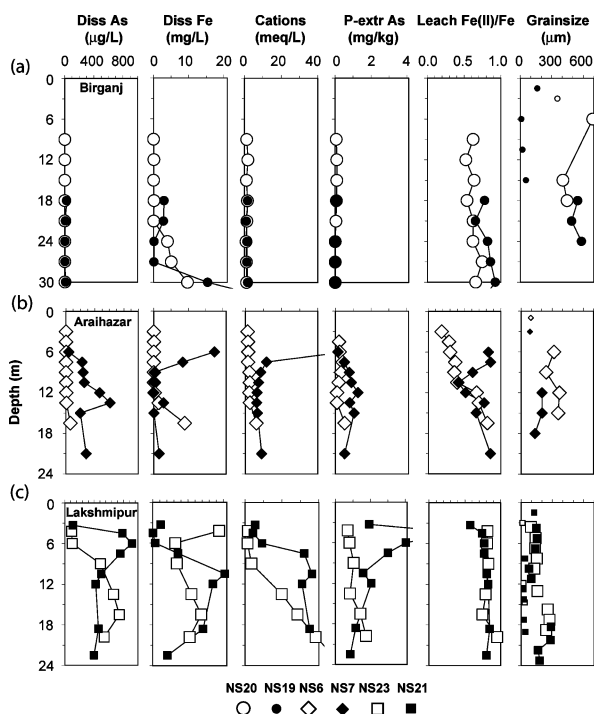 Diss As Diss Fe Cations P-extr As Leach Fe(II)/Fe Grainsize
(µg/L) (mg/L) (meq/L) (mg/kg) (µm)
0 400 800 0 10 20 0 20 40 0 2 4 0.0 0.5 1.0 0 300 600
(a)
Birganj
0
6
12
18
24
30
(b)
Araihazar
0
6
12
18
24
Depth (m)
(c)
Lakshmipur
0
6
12
18
24
NS20 NS19 NS6 NS7 NS23 NS21